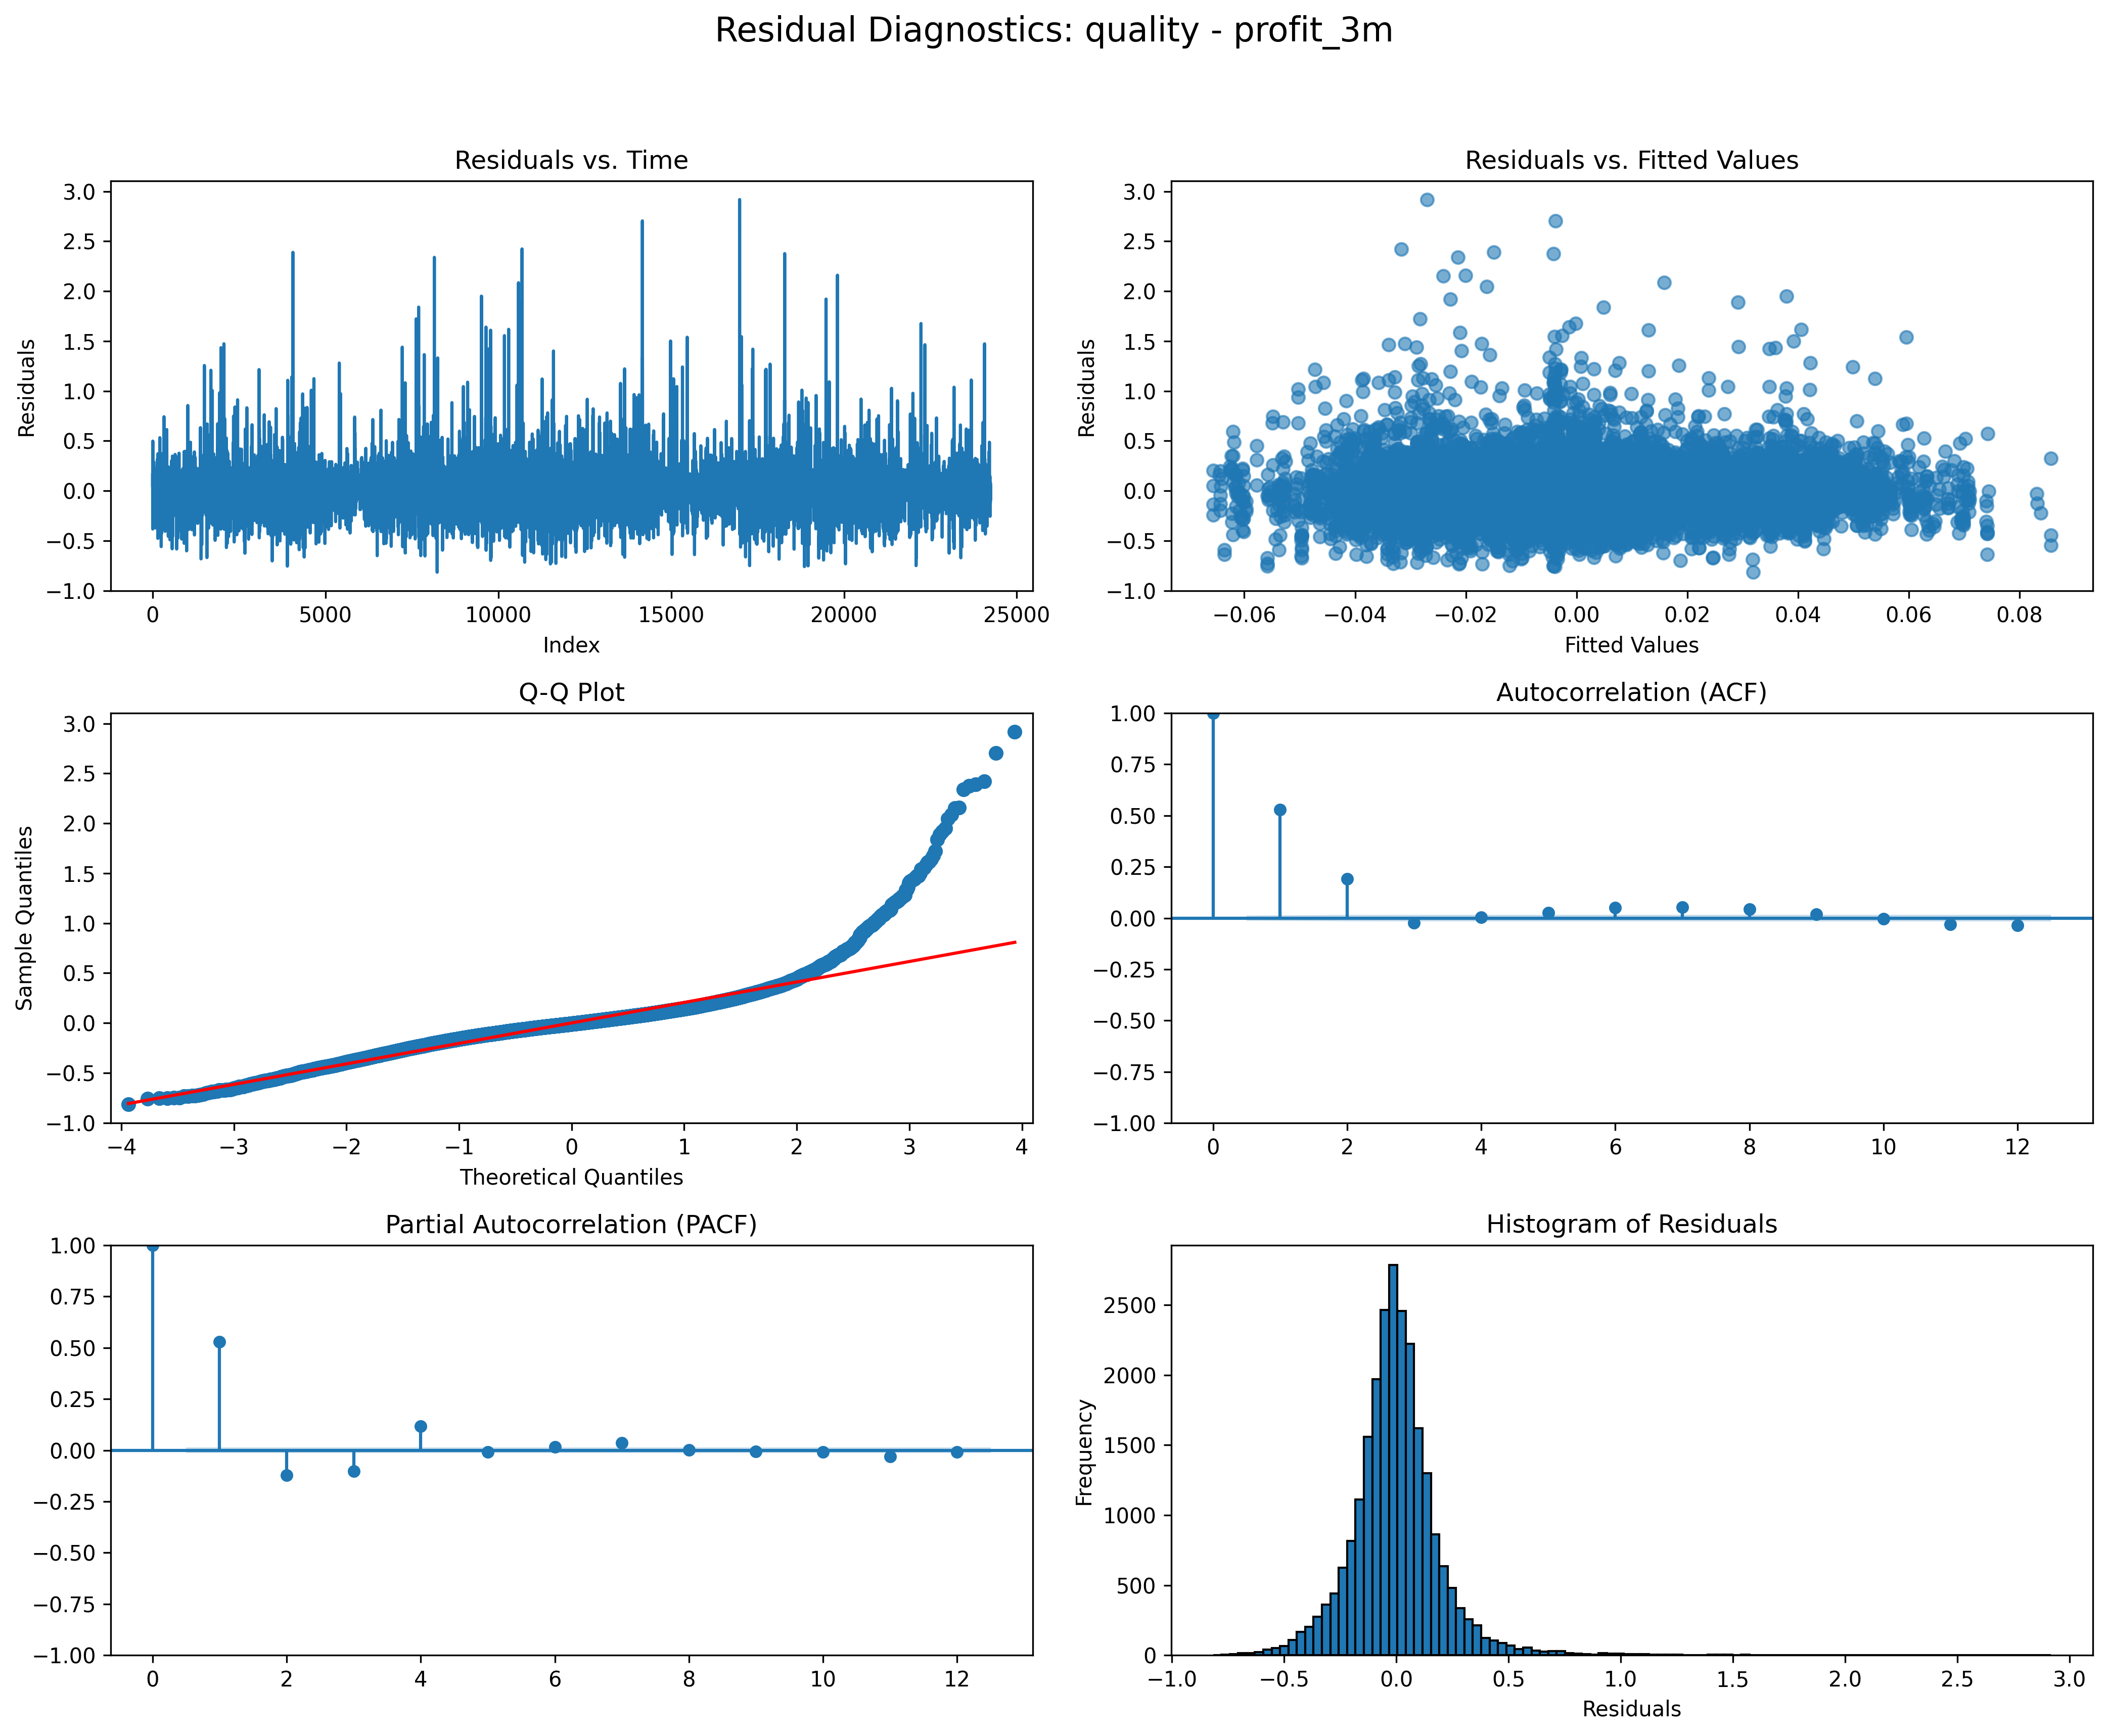 Residual Diagnostics: quality - profit_3m
Residuals vs. Time
3.0
2.5
2.0
1.5
1.0
0.5
0.0
−0.5
−1.0
Residuals
0 5000 10000 15000 20000 25000
Index
Residuals vs. Fitted Values
3.0
2.5
2.0
1.5
1.0
0.5
0.0
−0.5
−1.0
Residuals
−0.06 −0.04 −0.02 0.00 0.02 0.04 0.06 0.08
Fitted Values
Q-Q Plot
3.0
2.5
2.0
1.5
1.0
0.5
0.0
−0.5
−1.0
Sample Quantiles
−4 −3 −2 −1 0 1 2 3 4
Theoretical Quantiles
Autocorrelation (ACF)
1.00
0.75
0.50
0.25
0.00
−0.25
−0.50
−0.75
−1.00
0 2 4 6 8 10 12
Partial Autocorrelation (PACF)
1.00
0.75
0.50
0.25
0.00
−0.25
−0.50
−0.75
−1.00
0 2 4 6 8 10 12
Histogram of Residuals
2500
2000
1500
1000
500
0
Frequency
−1.0 −0.5 0.0 0.5 1.0 1.5 2.0 2.5 3.0
Residuals